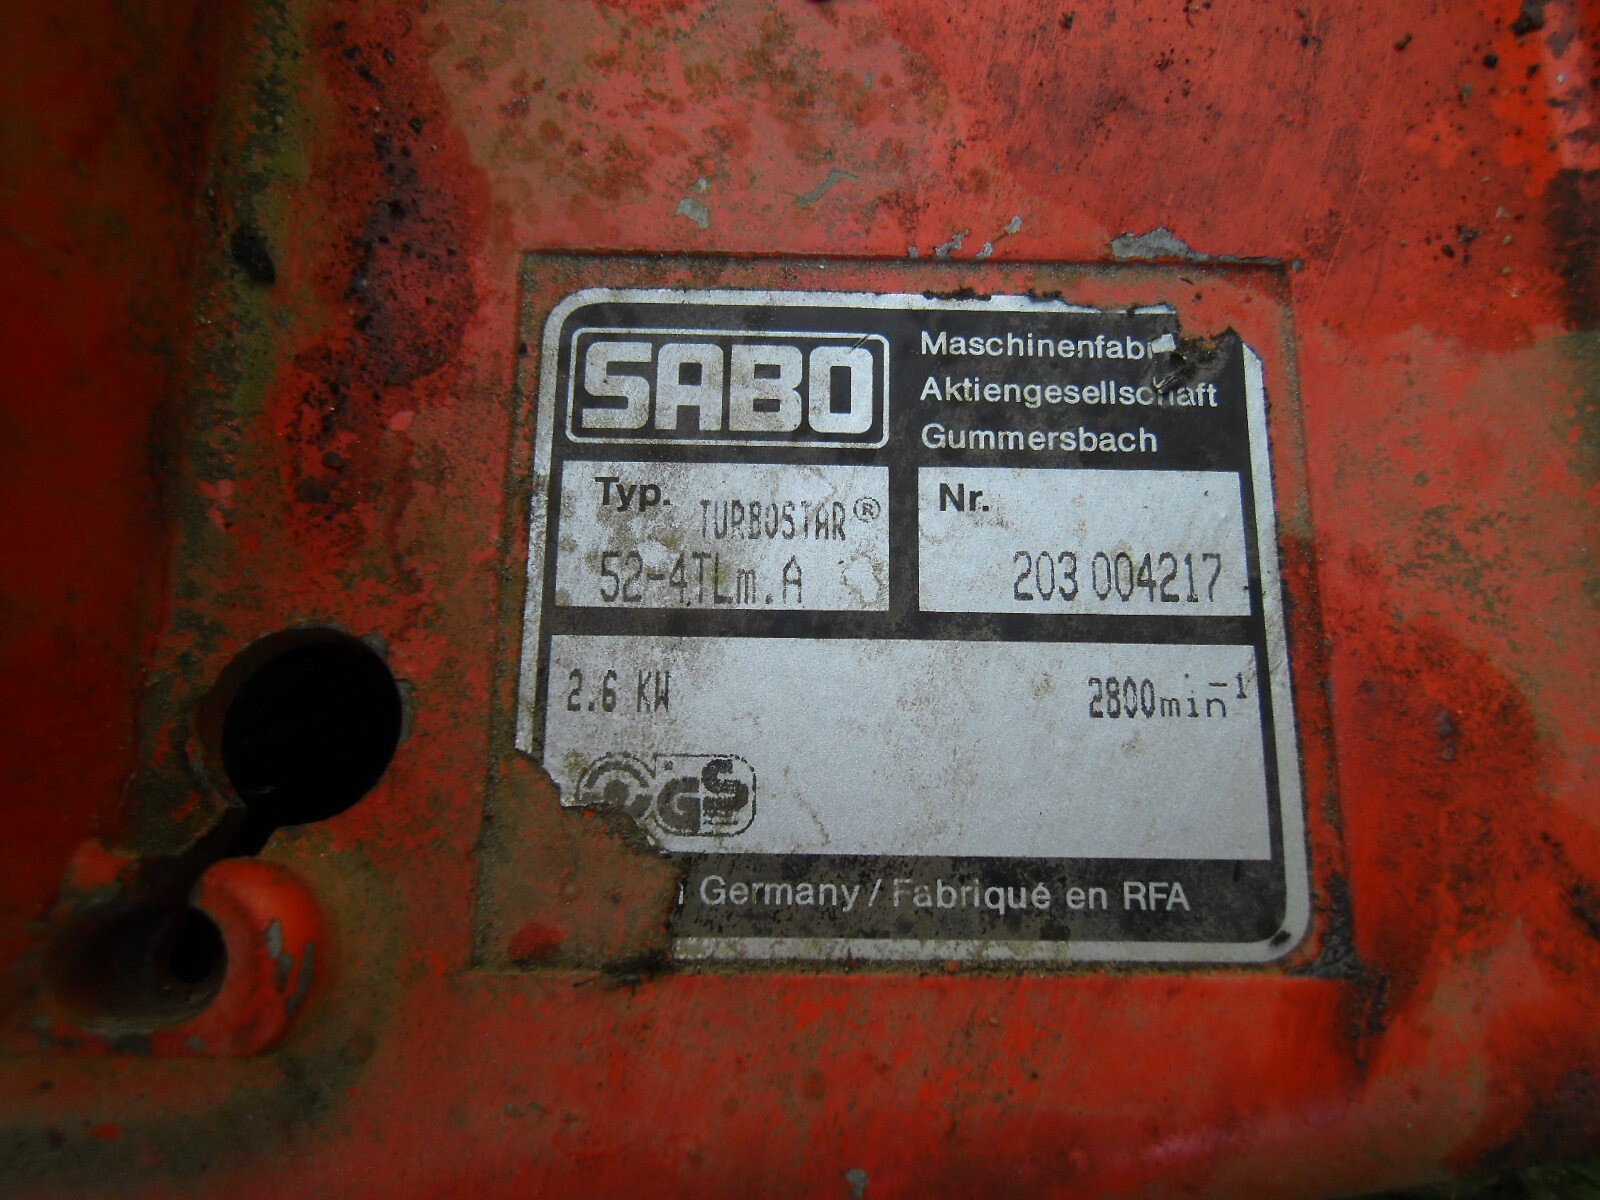 SABO
Maschinenfab
Aktiengesellschaft
Gummersbach
Typ. TURBOSTAR®
52-4TLm.A
Nr.
203 004217
2.6 KW
2800min⁻¹
GS
Germany / Fabriqué en RFA